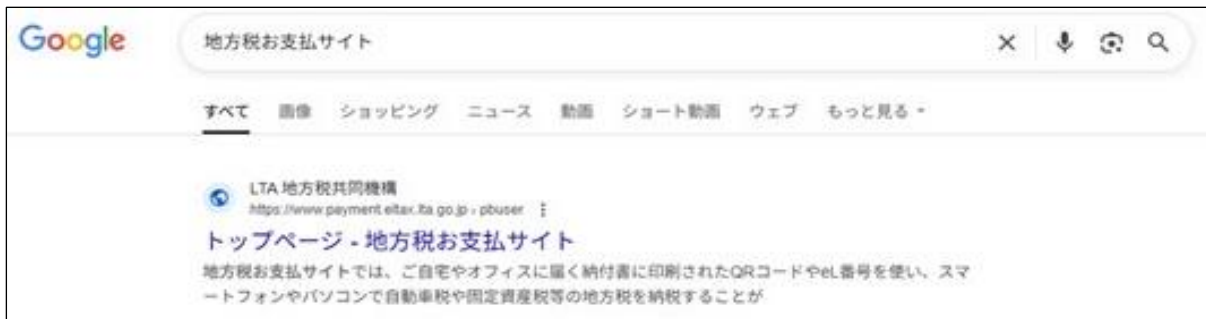 Google
地方税お支払サイト
すべて 画像 ショッピング ニュース 動画 ショート動画 ウェブ もっと見る
LTA 地方税共同機構
https://www.payment.eltax.lta.go.jp › pbuser
トップページ - 地方税お支払サイト
地方税お支払サイトでは、ご自宅やオフィスに届く納付書に印刷されたQRコードやeL番号を使い、スマ
ートフォンやパソコンで自動車税や固定資産税等の地方税を納税することが